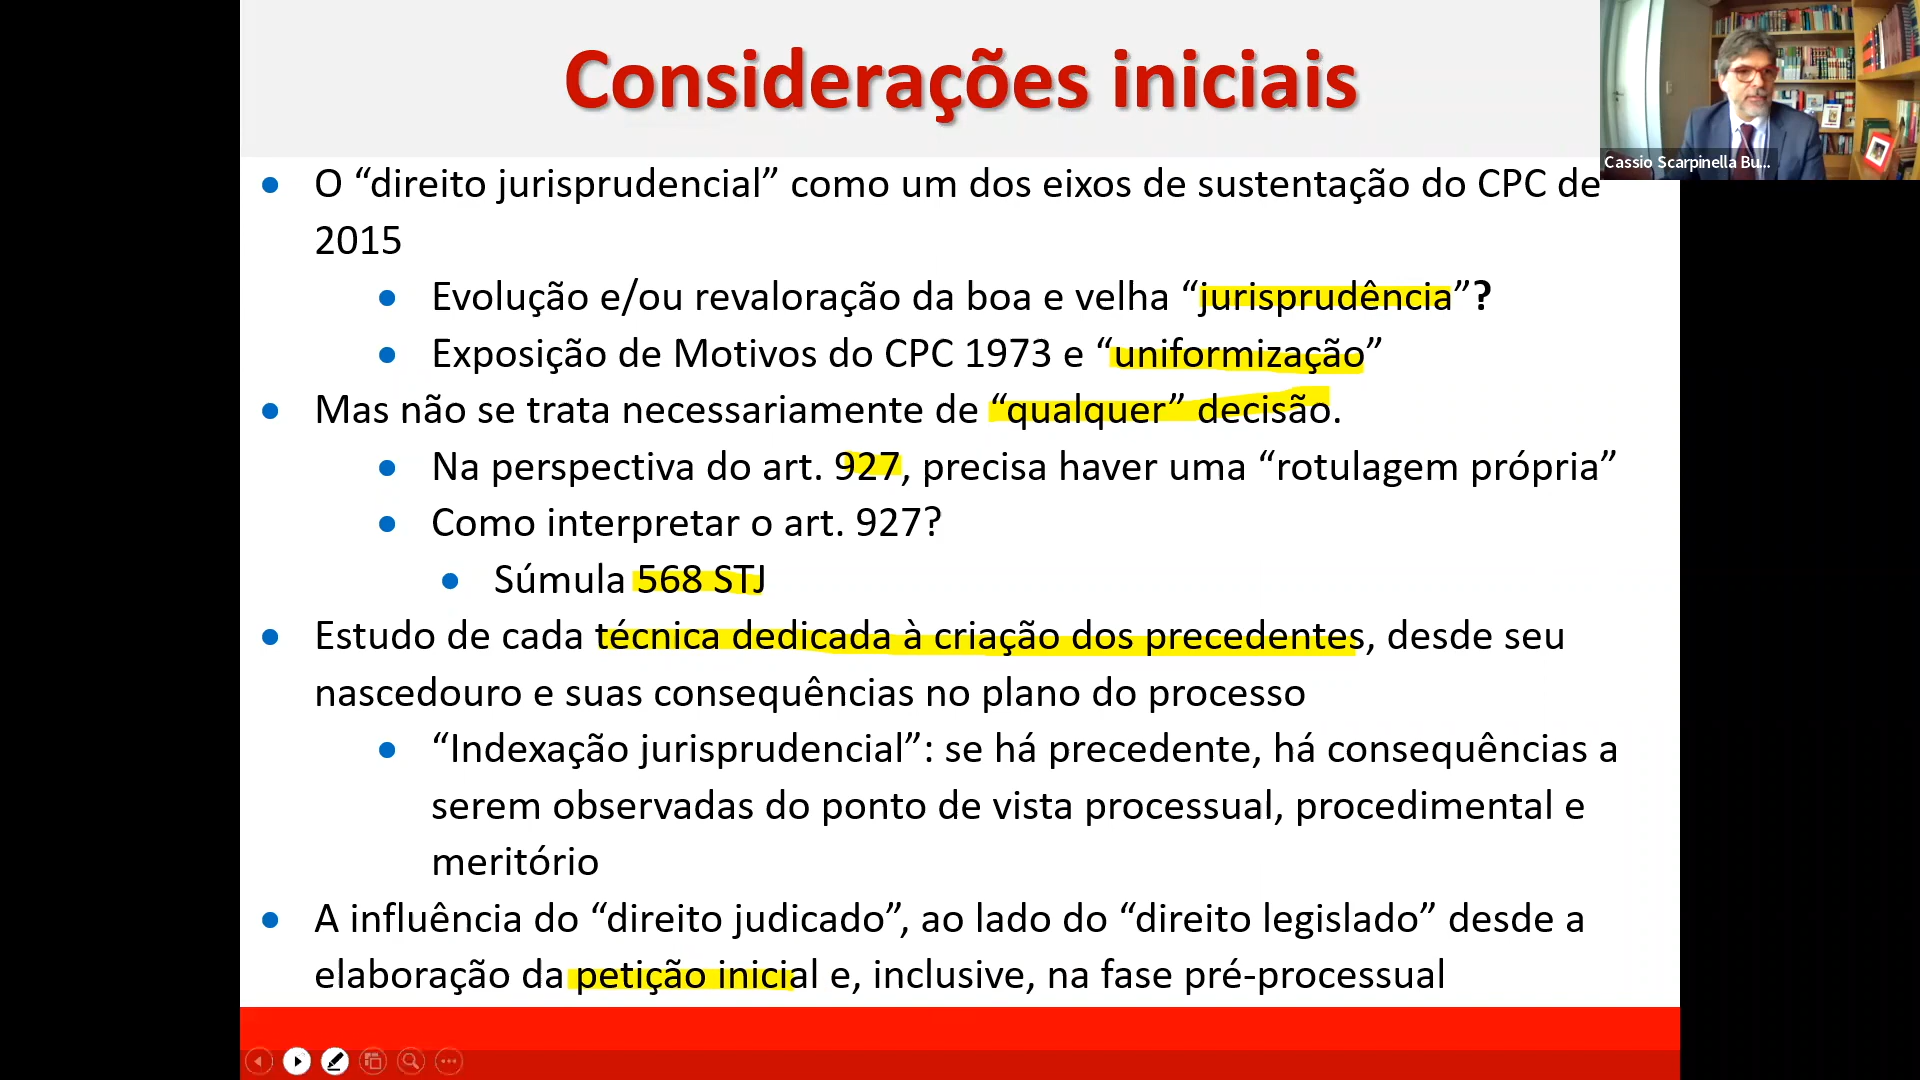 Considerações iniciais
Cassio Scarpinella Bu...
• O “direito jurisprudencial” como um dos eixos de sustentação do CPC de
2015
• Evolução e/ou revaloração da boa e velha “jurisprudência”?
• Exposição de Motivos do CPC 1973 e “uniformização”
• Mas não se trata necessariamente de “qualquer” decisão.
• Na perspectiva do art. 927, precisa haver uma “rotulagem própria”
• Como interpretar o art. 927?
• Súmula 568 STJ
• Estudo de cada técnica dedicada à criação dos precedentes, desde seu
nascedouro e suas consequências no plano do processo
• “Indexação jurisprudencial”: se há precedente, há consequências a
serem observadas do ponto de vista processual, procedimental e
meritório
• A influência do “direito judicado”, ao lado do “direito legislado” desde a
elaboração da petição inicial e, inclusive, na fase pré-processual